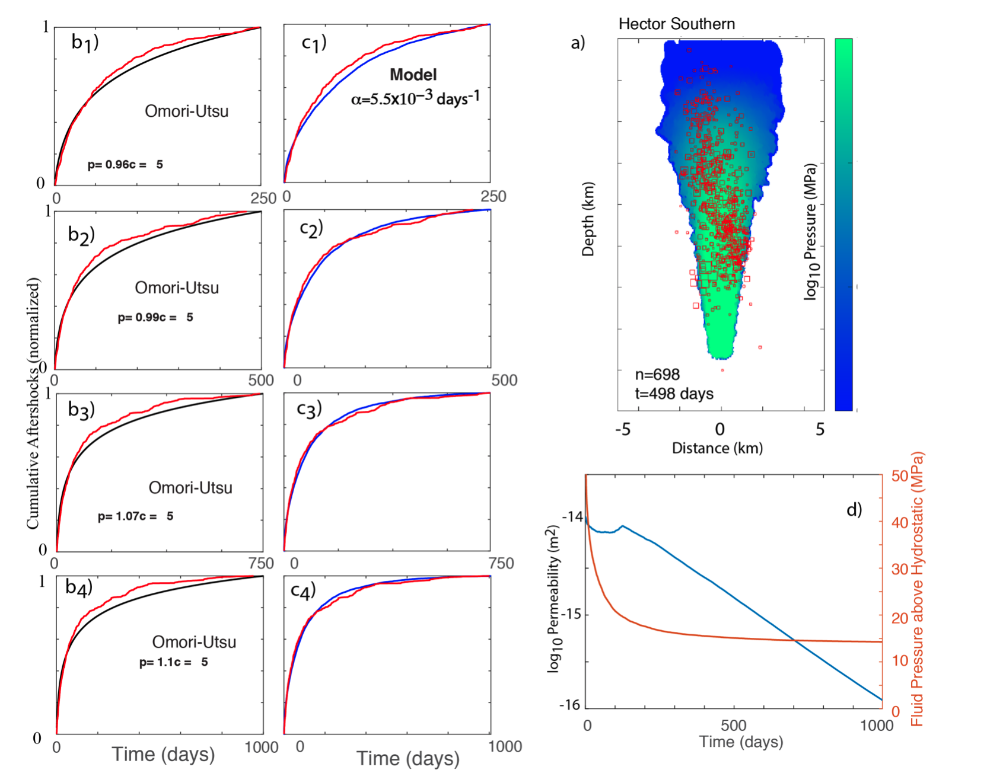 Cumulative Aftershocks (normalized)
b1)
1
0
Omori-Utsu
p= 0.96c = 5
0
250
c1)
Model
α=5.5x10−3 days-1
0
250
b2)
1
0
Omori-Utsu
p= 0.99c = 5
0
500
c2)
0
500
b3)
1
0
Omori-Utsu
p= 1.07c = 5
0
750
c3)
0
750
b4)
1
0
Omori-Utsu
p= 1.1c = 5
0
1000
Time (days)
c4)
0
1000
Time (days)
Hector Southern
a)
Depth (km)
n=698
t=498 days
-5
0
5
Distance (km)
log10 Pressure (MPa)
d)
log10 Permeability (m2)
-14
-15
-16
0
500
1000
Time (days)
50
40
30
20
10
0
Fluid Pressure above Hydrostatic (MPa)